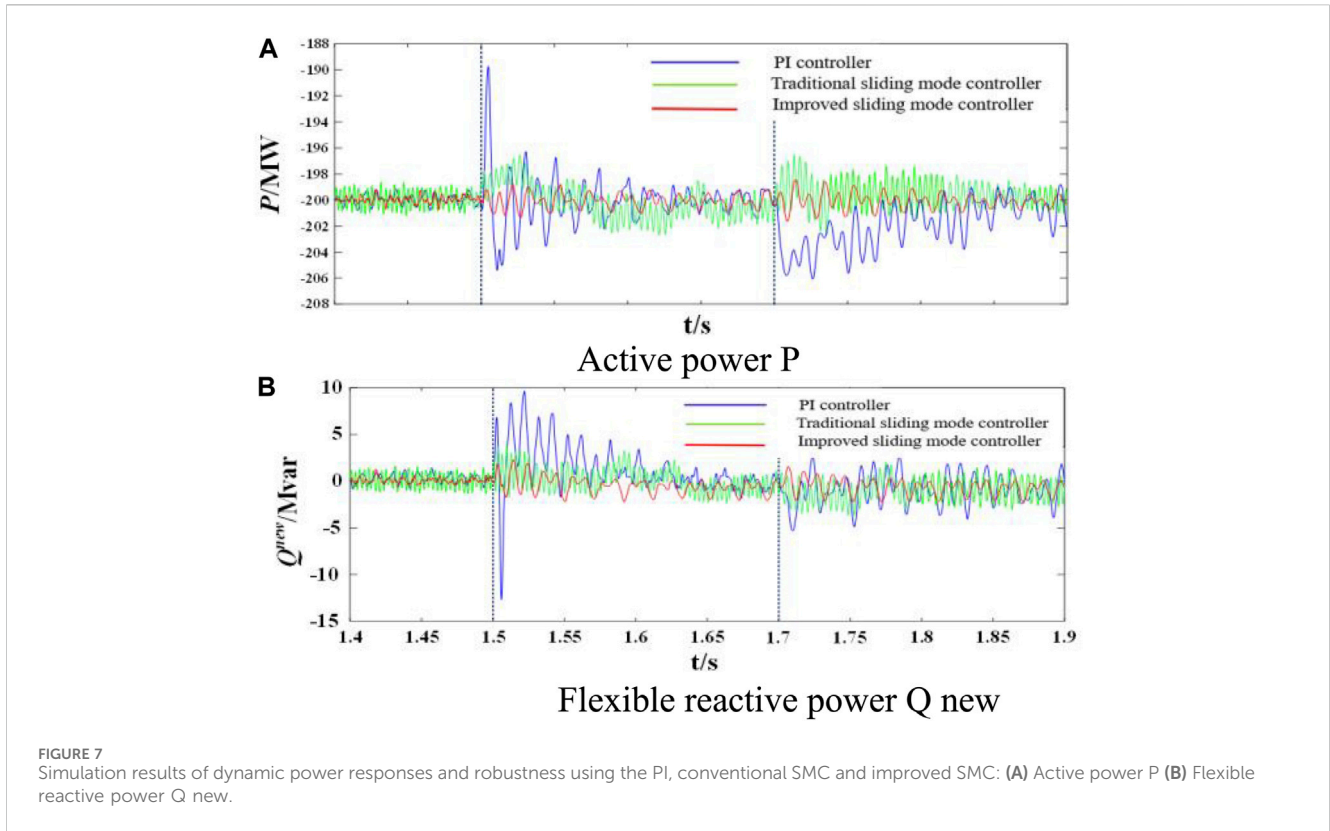 A
-188
-190
-192
-194
-196
-198
-200
-202
-204
-206
-208
P/MW
PI controller
Traditional sliding mode controller
Improved sliding mode controller
t/s
Active power P
B
10
5
0
-5
-10
-15
Qnew/Mvar
PI controller
Traditional sliding mode controller
Improved sliding mode controller
1.4 1.45 1.5 1.55 1.6 1.65 1.7 1.75 1.8 1.85 1.9
t/s
Flexible reactive power Q new
FIGURE 7
Simulation results of dynamic power responses and robustness using the PI, conventional SMC and improved SMC: (A) Active power P (B) Flexible
reactive power Q new.